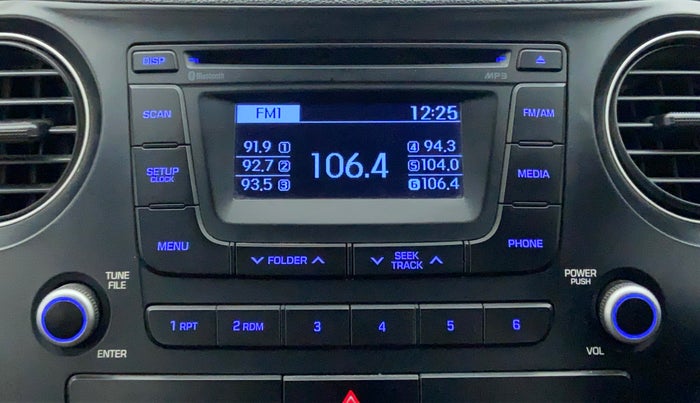 DISP
Bluetooth
MP3
SCAN
FM1 12:25
FM/AM
91.9 1
4 94.3
92.7 2
106.4
5 104.0
93.5 3
6 106.4
SETUP
CLOCK
MEDIA
MENU
FOLDER
SEEK
TRACK
PHONE
TUNE
FILE
POWER
PUSH
1 RPT
2 RDM
3
4
5
6
ENTER
VOL